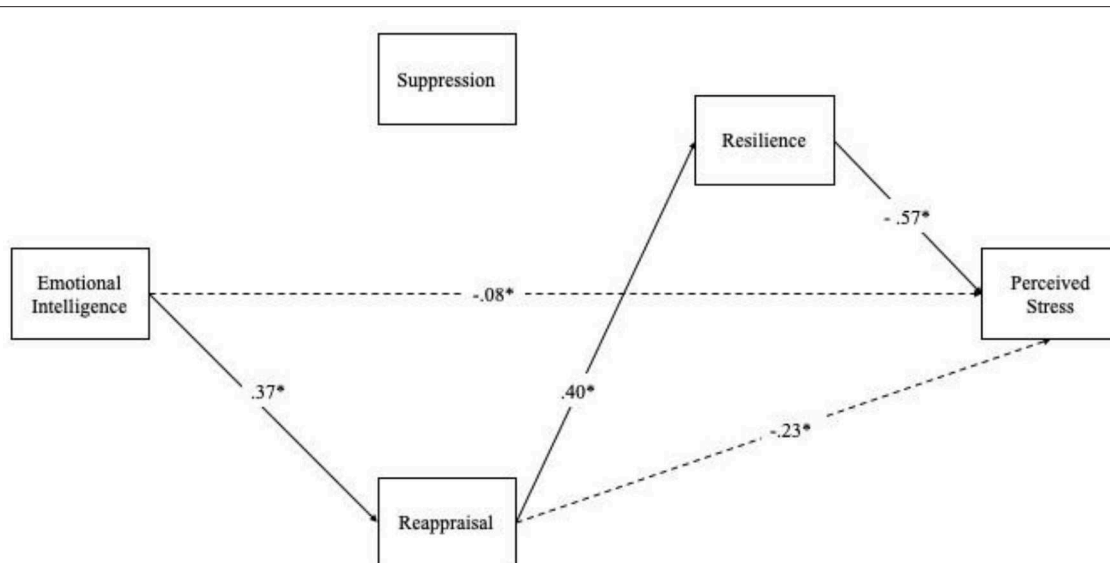 Suppression
Resilience
- .57*
Emotional
Intelligence
-.08*
Perceived
Stress
.37*
.40*
-.23*
Reappraisal